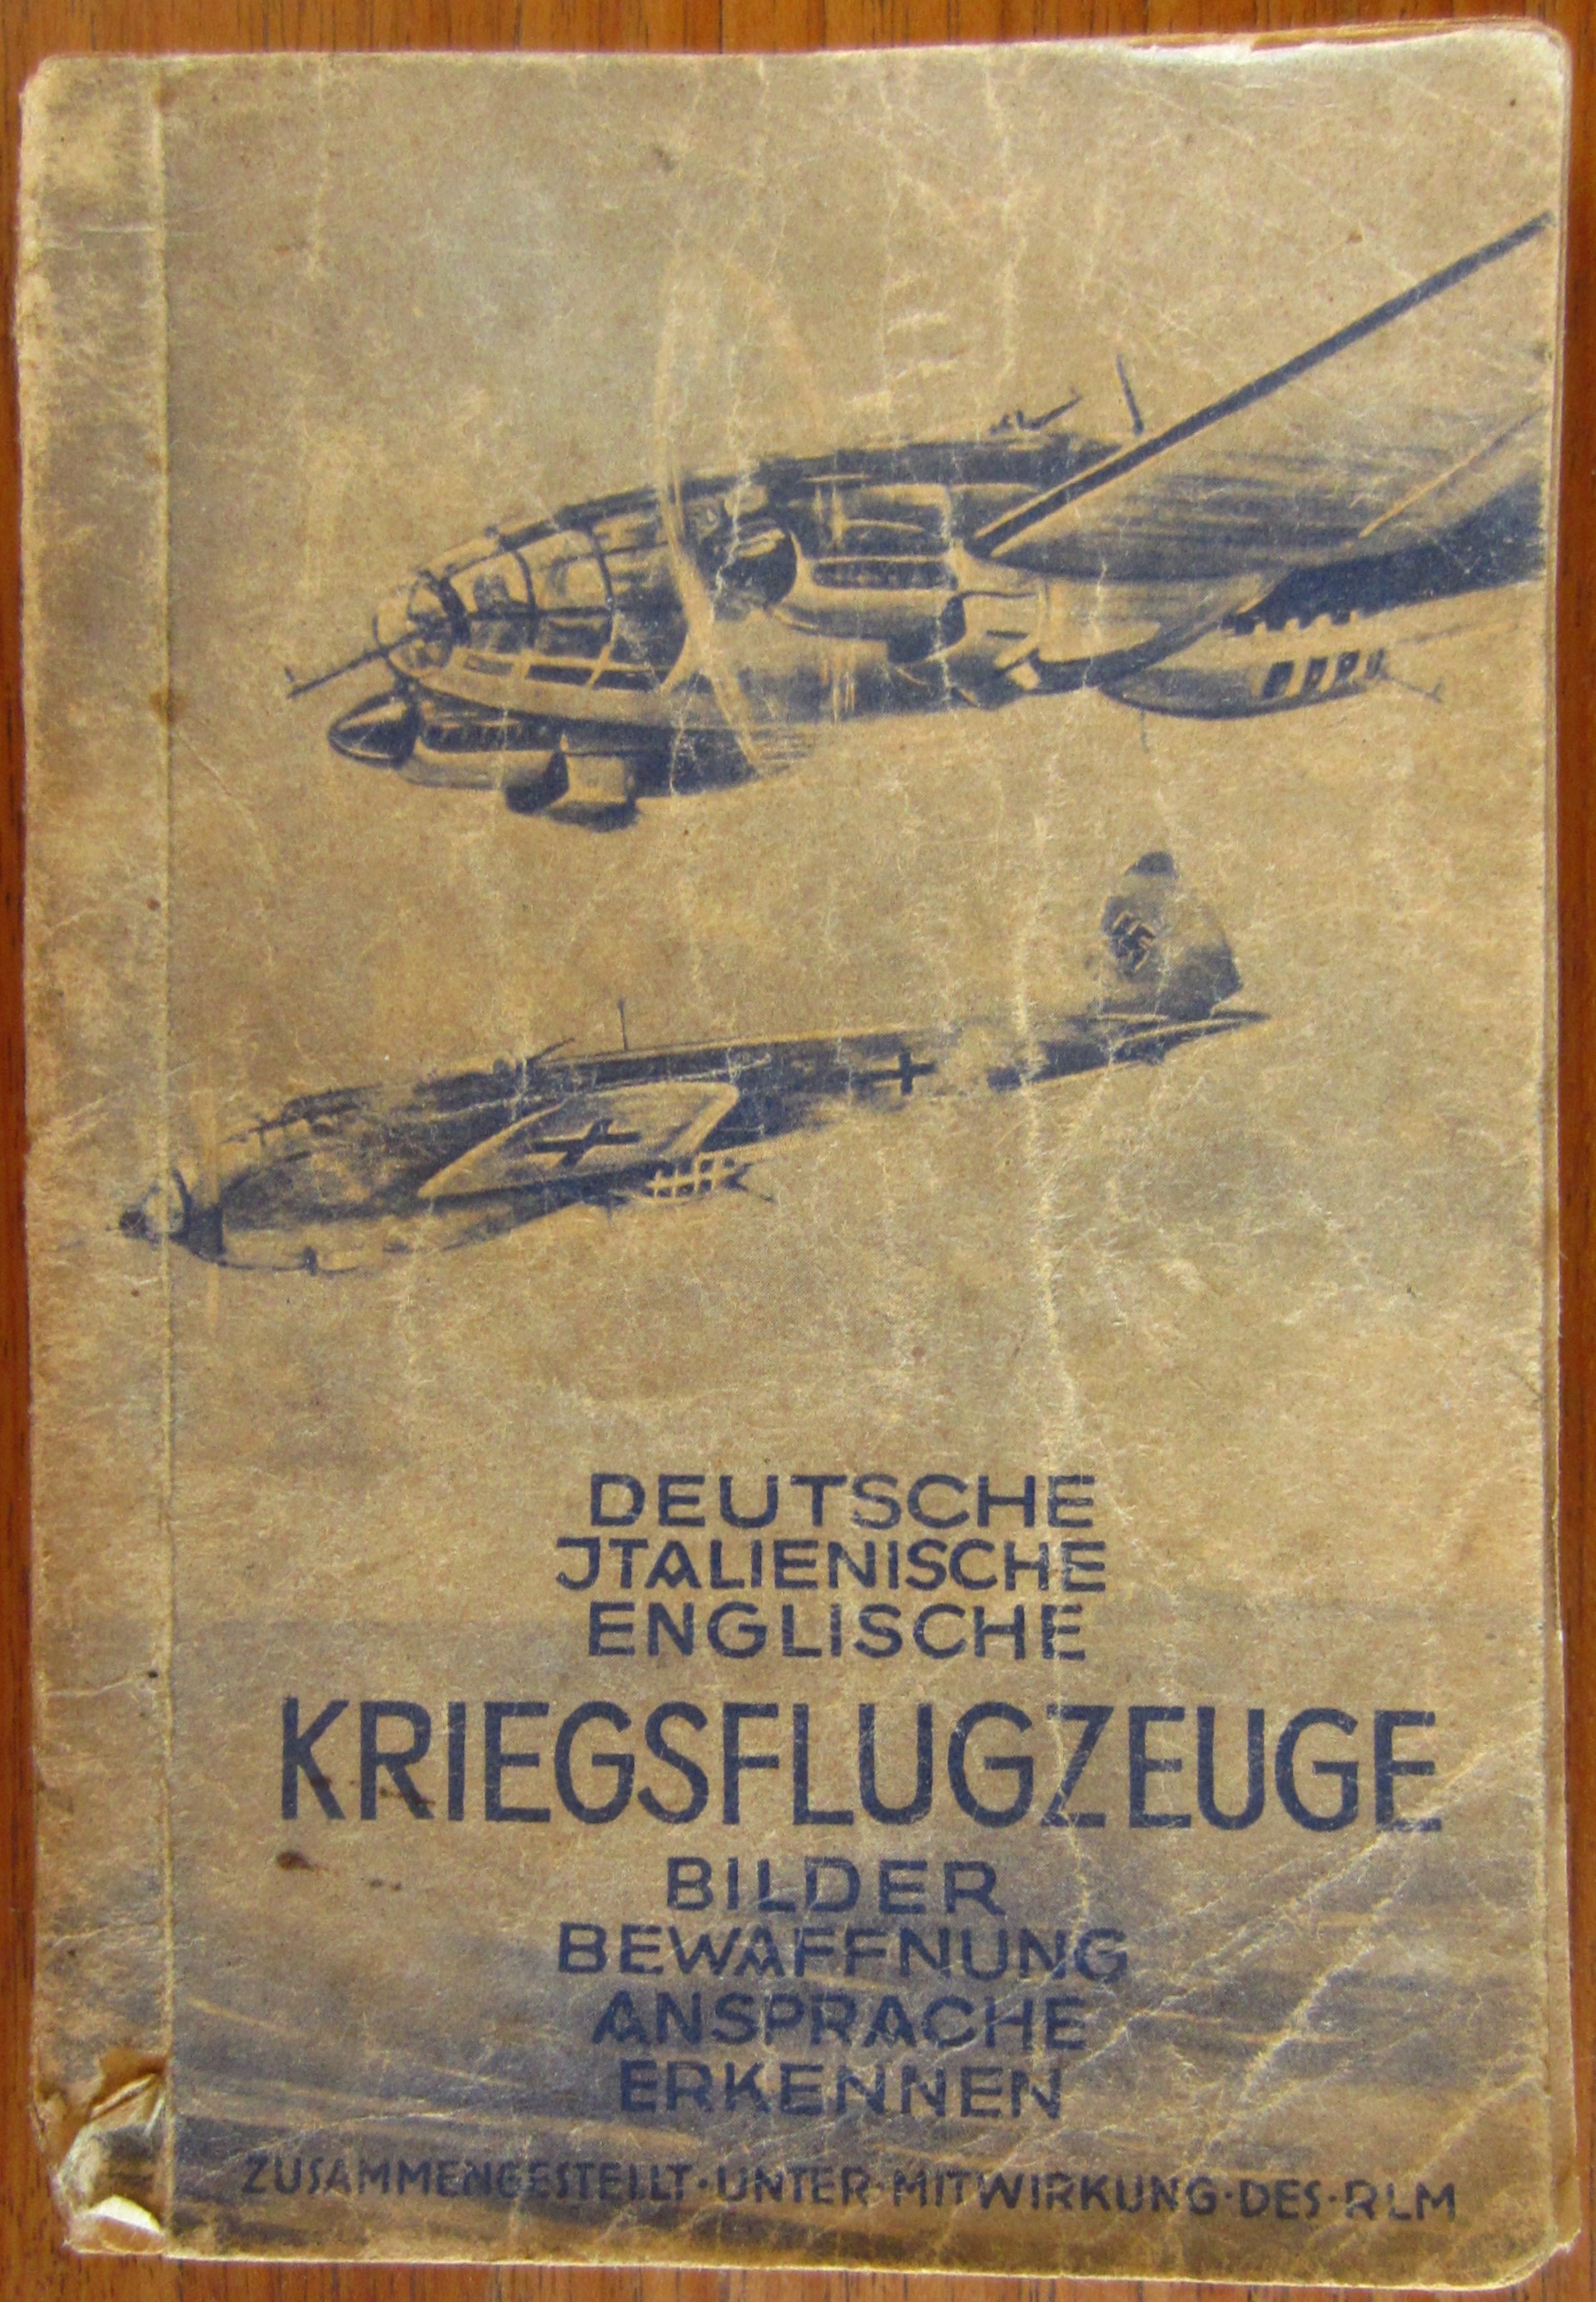 DEUTSCHE
JTALIENISCHE
ENGLISCHE
KRIEGSFLUGZEUGE
BILDER
BEWAFFNUNG
ANSPRACHE
ERKENNEN
ZUSAMMENGESTELLT·UNTER·MITWIRKUNG·DES·RLM